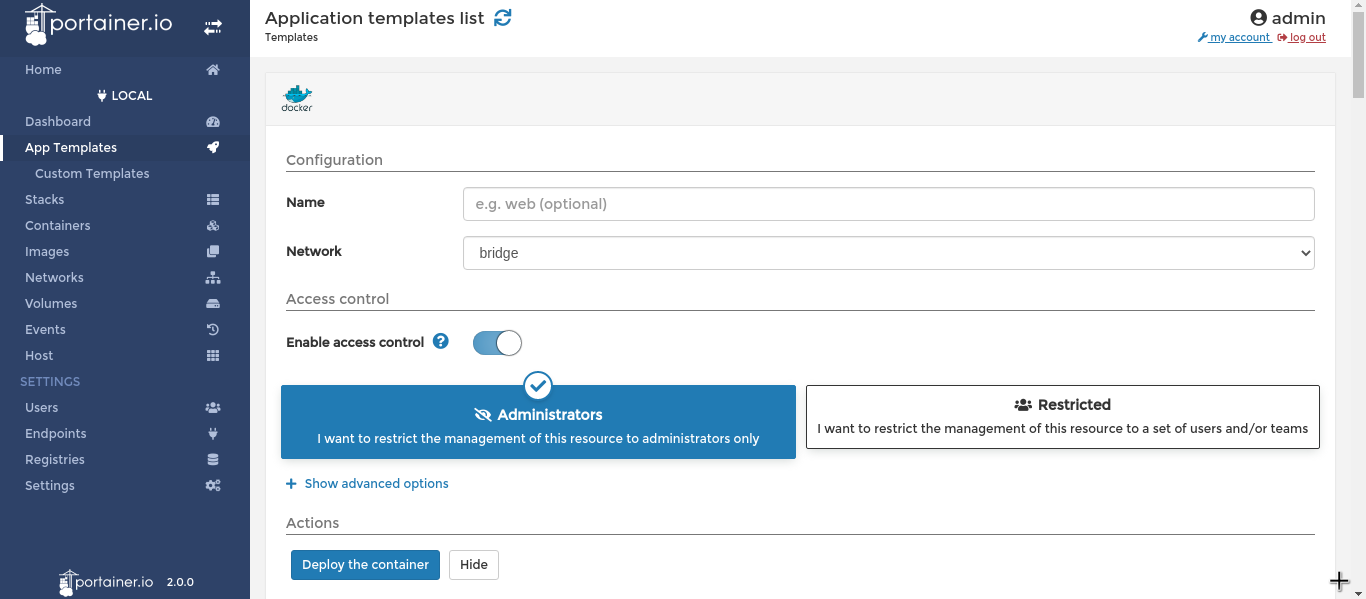 portainer.io
Home
LOCAL
Dashboard
App Templates
Custom Templates
Stacks
Containers
Images
Networks
Volumes
Events
Host
SETTINGS
Users
Endpoints
Registries
Settings
portainer.io 2.0.0
Application templates list
Templates
admin
my account log out
docker
Configuration
Name e.g. web (optional)
Network bridge
Access control
Enable access control ?
Administrators
I want to restrict the management of this resource to administrators only
Restricted
I want to restrict the management of this resource to a set of users and/or teams
+ Show advanced options
Actions
Deploy the container Hide